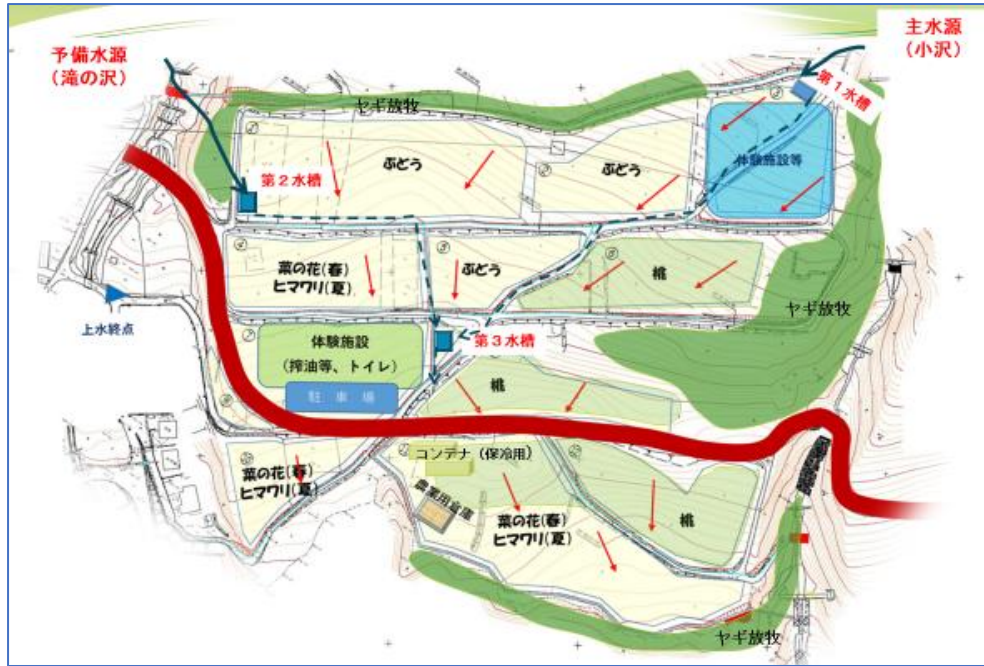 予備水源
（滝の沢）
主水源
（小沢）
第１水槽
ヤギ放牧
体験施設等
ぶどう
ぶどう
第２水槽
菜の花(春)
ヒマワリ(夏)
ぶどう
桃
ヤギ放牧
上水終点
体験施設
（搾油等、トイレ）
第３水槽
駐車場
桃
コンテナ（保冷用）
菜の花(春)
ヒマワリ(夏)
農業用倉庫
菜の花(春)
ヒマワリ(夏)
桃
ヤギ放牧